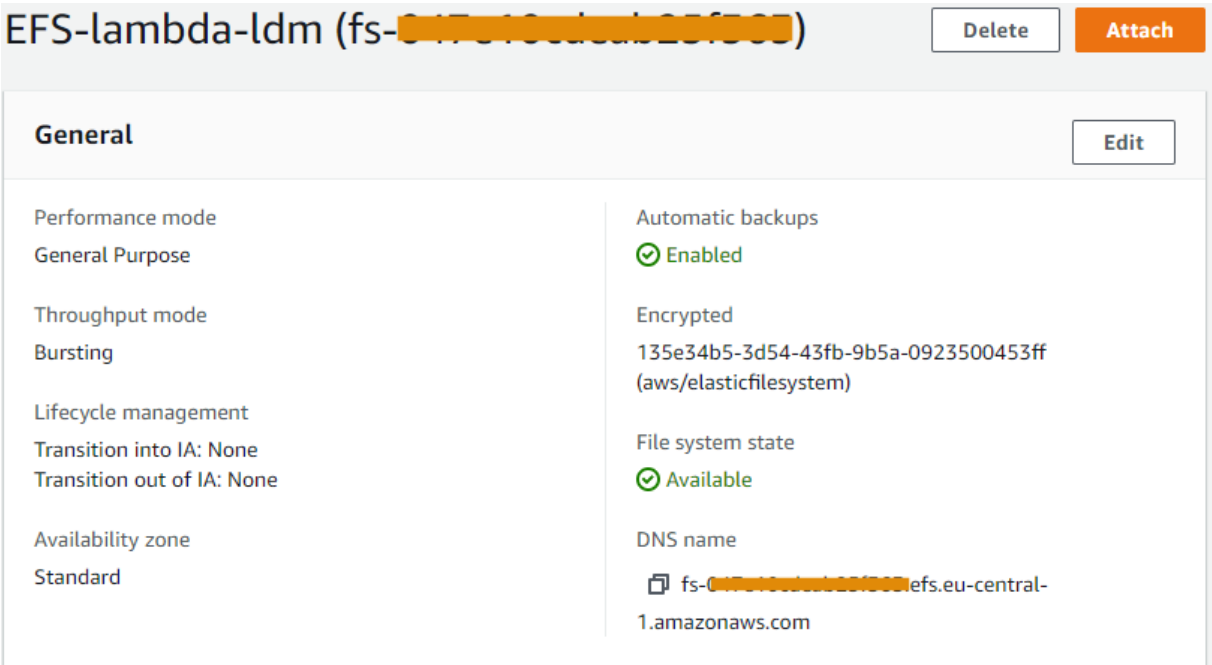 EFS-lambda-ldm (fs-)
Delete
Attach
General
Edit
Performance mode
General Purpose
Throughput mode
Bursting
Lifecycle management
Transition into IA: None
Transition out of IA: None
Availability zone
Standard
Automatic backups
Enabled
Encrypted
135e34b5-3d54-43fb-9b5a-0923500453ff
(aws/elasticfilesystem)
File system state
Available
DNS name
fs- efs.eu-central-
1.amazonaws.com